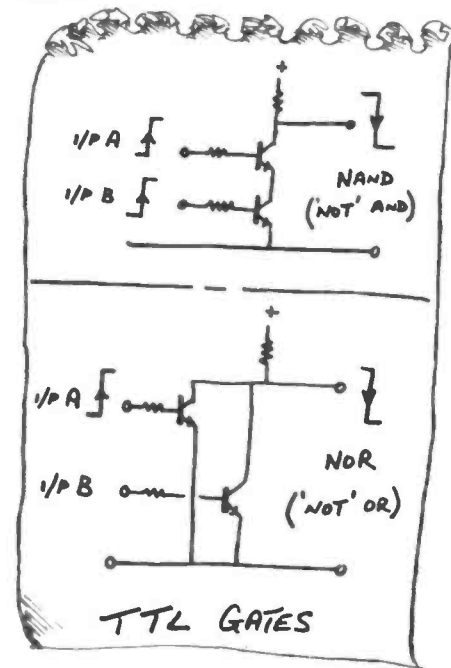 +
I/P A
I/P B
NAND
('NOT' AND)
+
I/P A
I/P B
NOR
('NOT' OR)
TTL GATES